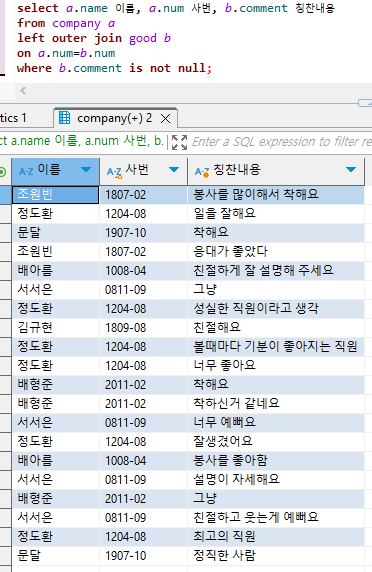 select a.name 이름, a.num 사번, b.comment 칭찬내용
from company a
left outer join good b
on a.num=b.num
where b.comment is not null;
tics 1 company(+) 2
ct a.name 이름, a.num 사번, b. Enter a SQL expression to filter re
A-Z 이름 A-Z 사번 A-Z 칭찬내용
조원빈 1807-02 봉사를 많이해서 착해요
정도환 1204-08 일을 잘해요
문달 1907-10 착해요
조원빈 1807-02 응대가 좋았다
배아름 1008-04 친절하게 잘 설명해 주세요
서서은 0811-09 그냥
정도환 1204-08 성실한 직원이라고 생각
김규현 1809-08 친절해요
정도환 1204-08 볼때마다 기분이 좋아지는 직원
정도환 1204-08 너무 좋아요
배형준 2011-02 착해요
배형준 2011-02 착하신거 같네요
서서은 0811-09 너무 예뻐요
정도환 1204-08 잘생겼어요
배아름 1008-04 봉사를 좋아함
서서은 0811-09 설명이 자세해요
배형준 2011-02 그냥
서서은 0811-09 친절하고 웃는게 예뻐요
정도환 1204-08 최고의 직원
문달 1907-10 정직한 사람